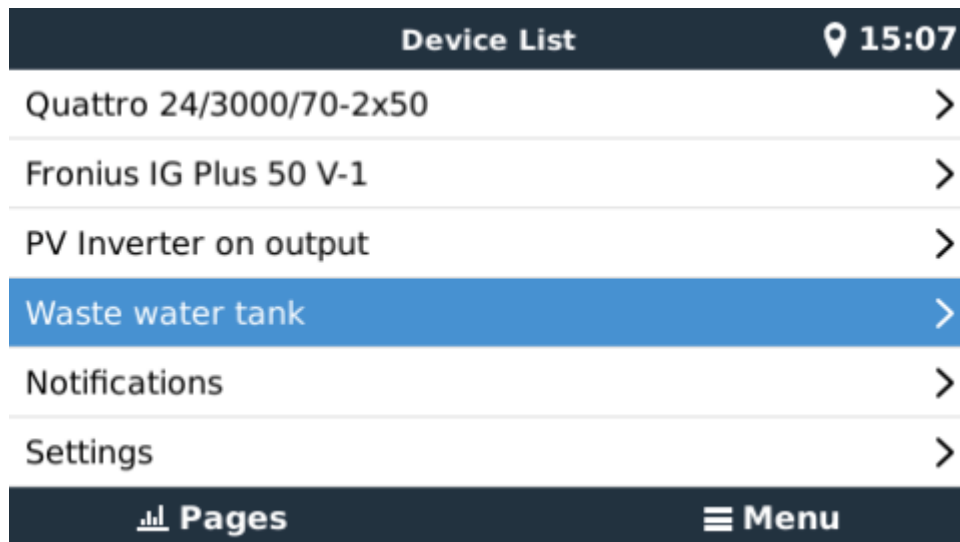 Device List 15:07
Quattro 24/3000/70-2x50
Fronius IG Plus 50 V-1
PV Inverter on output
Waste water tank
Notifications
Settings
Pages Menu